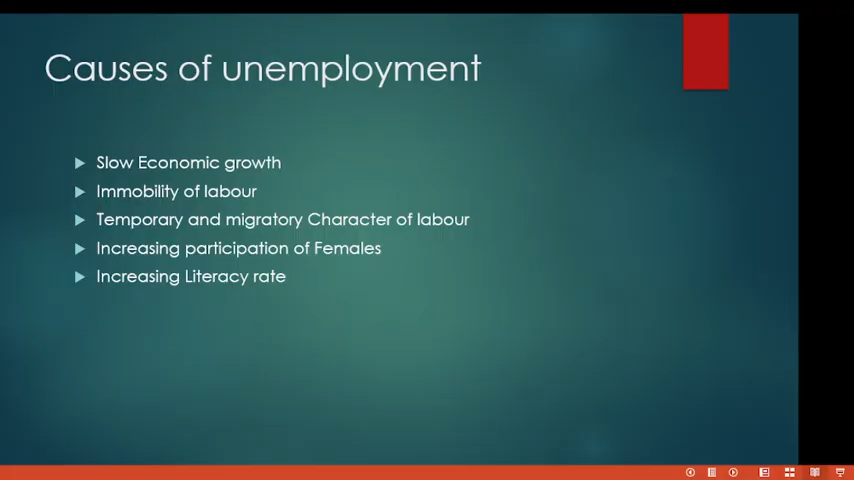 Causes of unemployment
Slow Economic growth
Immobility of labour
Temporary and migratory Character of labour
Increasing participation of Females
Increasing Literacy rate